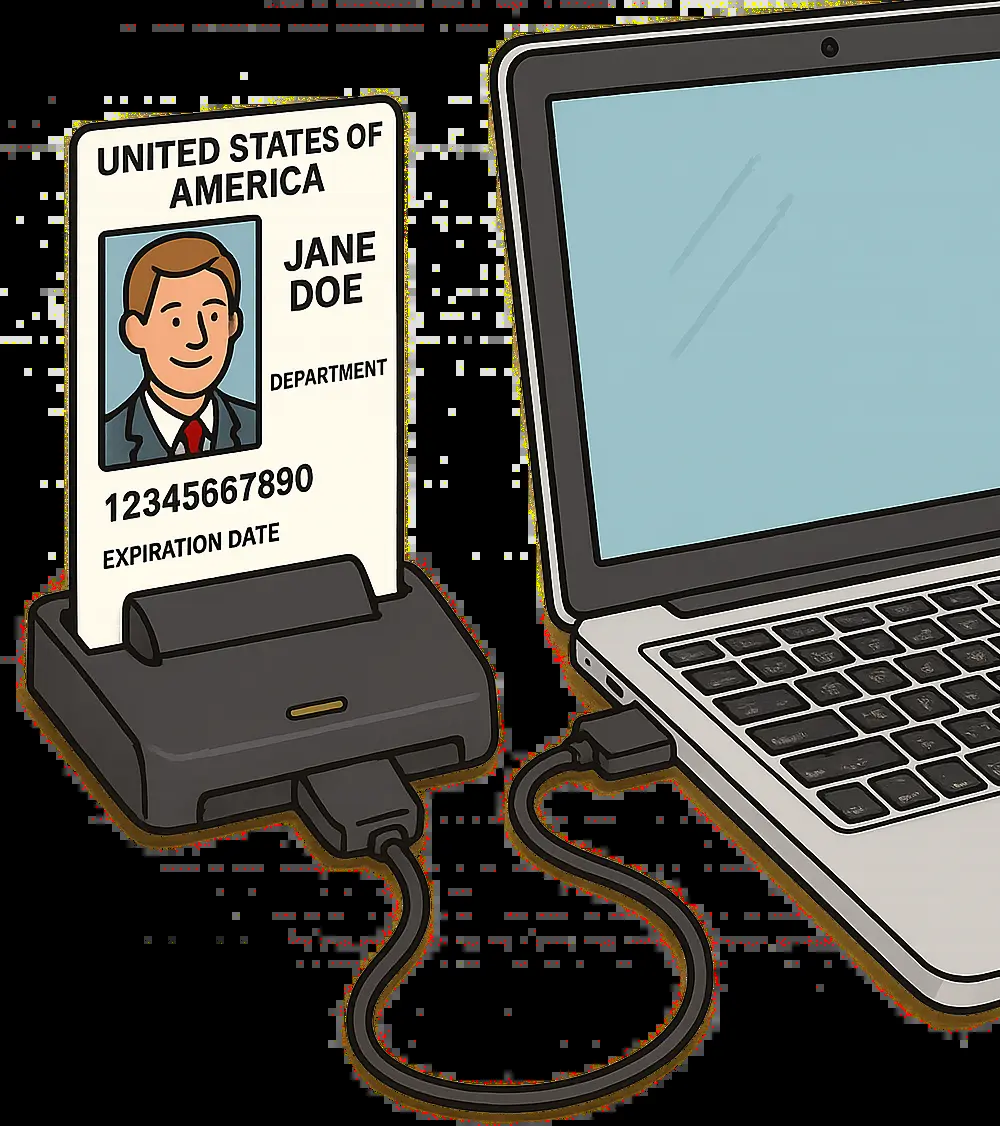 UNITED STATES OF
AMERICA
JANE
DOE
DEPARTMENT
12345667890
EXPIRATION DATE